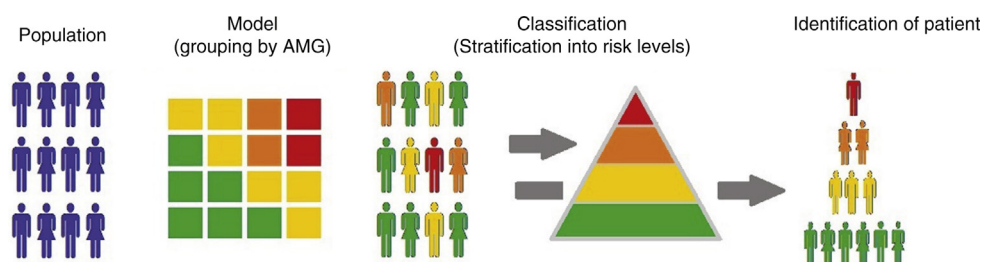 Population
Model
(grouping by AMG)
Classification
(Stratification into risk levels)
Identification of patient